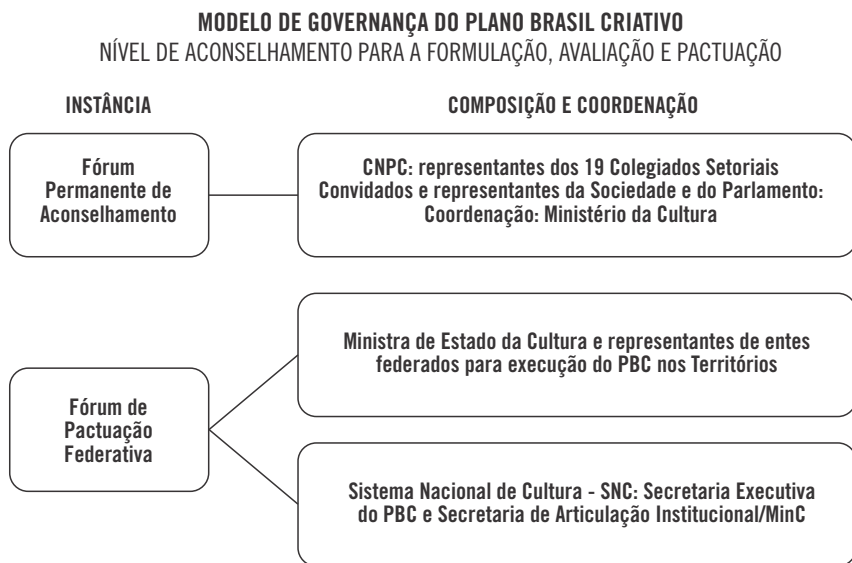 MODELO DE GOVERNANÇA DO PLANO BRASIL CRIATIVO
NÍVEL DE ACONSELHAMENTO PARA A FORMULAÇÃO, AVALIAÇÃO E PACTUAÇÃO
INSTÂNCIA
COMPOSIÇÃO E COORDENAÇÃO
Fórum
Permanente de
Aconselhamento
CNPC: representantes dos 19 Colegiados Setoriais
Convidados e representantes da Sociedade e do Parlamento:
Coordenação: Ministério da Cultura
Fórum de
Pactuação
Federativa
Ministra de Estado da Cultura e representantes de entes
federados para execução do PBC nos Territórios
Sistema Nacional de Cultura - SNC: Secretaria Executiva
do PBC e Secretaria de Articulação Institucional/MinC